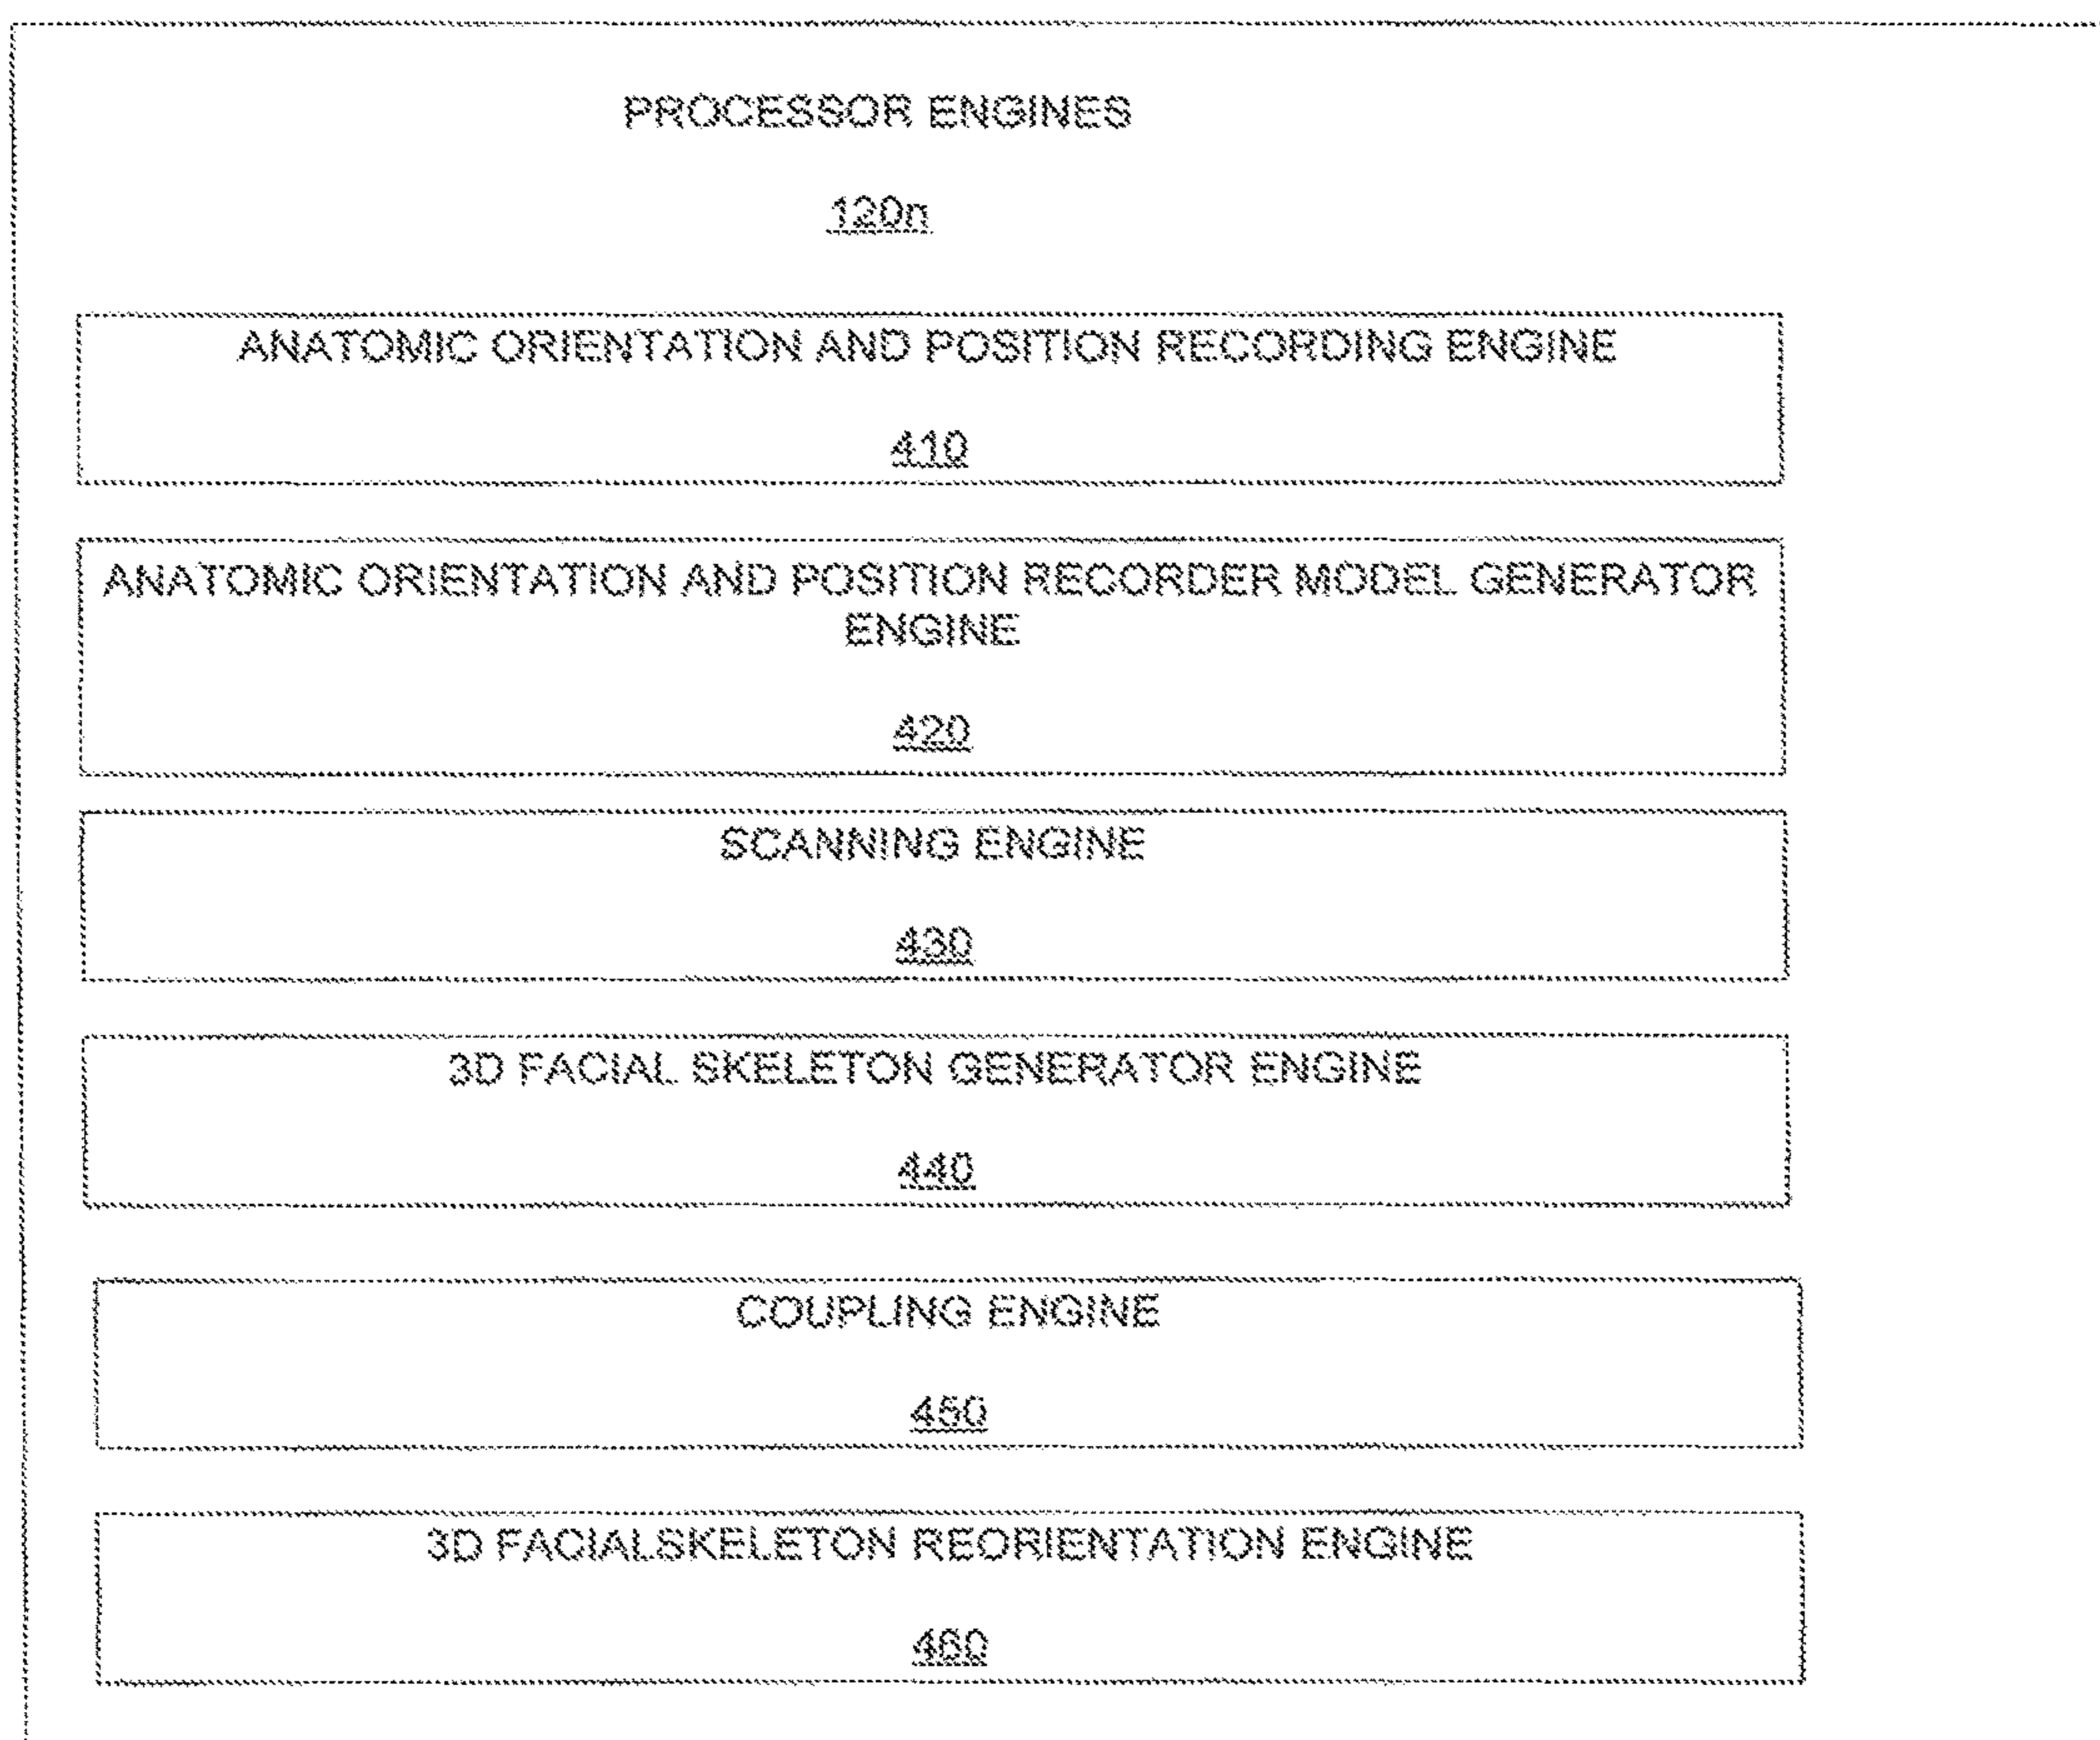 PROCESSOR ENGINES
120n
ANATOMIC ORIENTATION AND POSITION RECORDING ENGINE
410
ANATOMIC ORIENTATION AND POSITION RECORDER MODEL GENERATOR
ENGINE
420
SCANNING ENGINE
430
3D FACIAL SKELETON GENERATOR ENGINE
440
COUPLING ENGINE
450
3D FACIALSKELETON REORIENTATION ENGINE
460